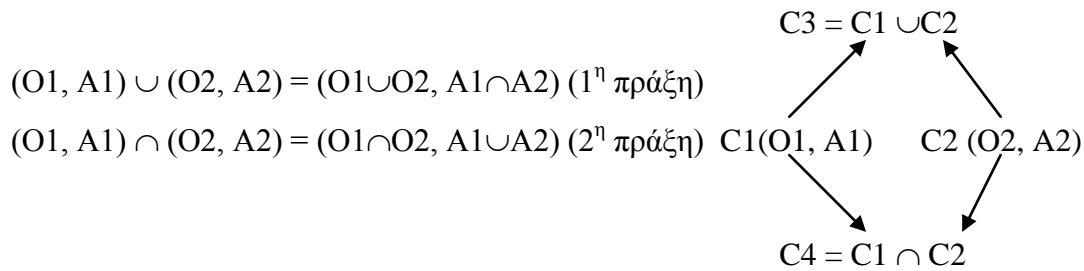 C3 = C1 ∪C2
(O1, A1) ∪ (O2, A2) = (O1∪O2, A1∩A2) (1η πράξη)
(O1, A1) ∩ (O2, A2) = (O1∩O2, A1∪A2) (2η πράξη) C1(O1, A1) C2 (O2, A2)
C4 = C1 ∩ C2